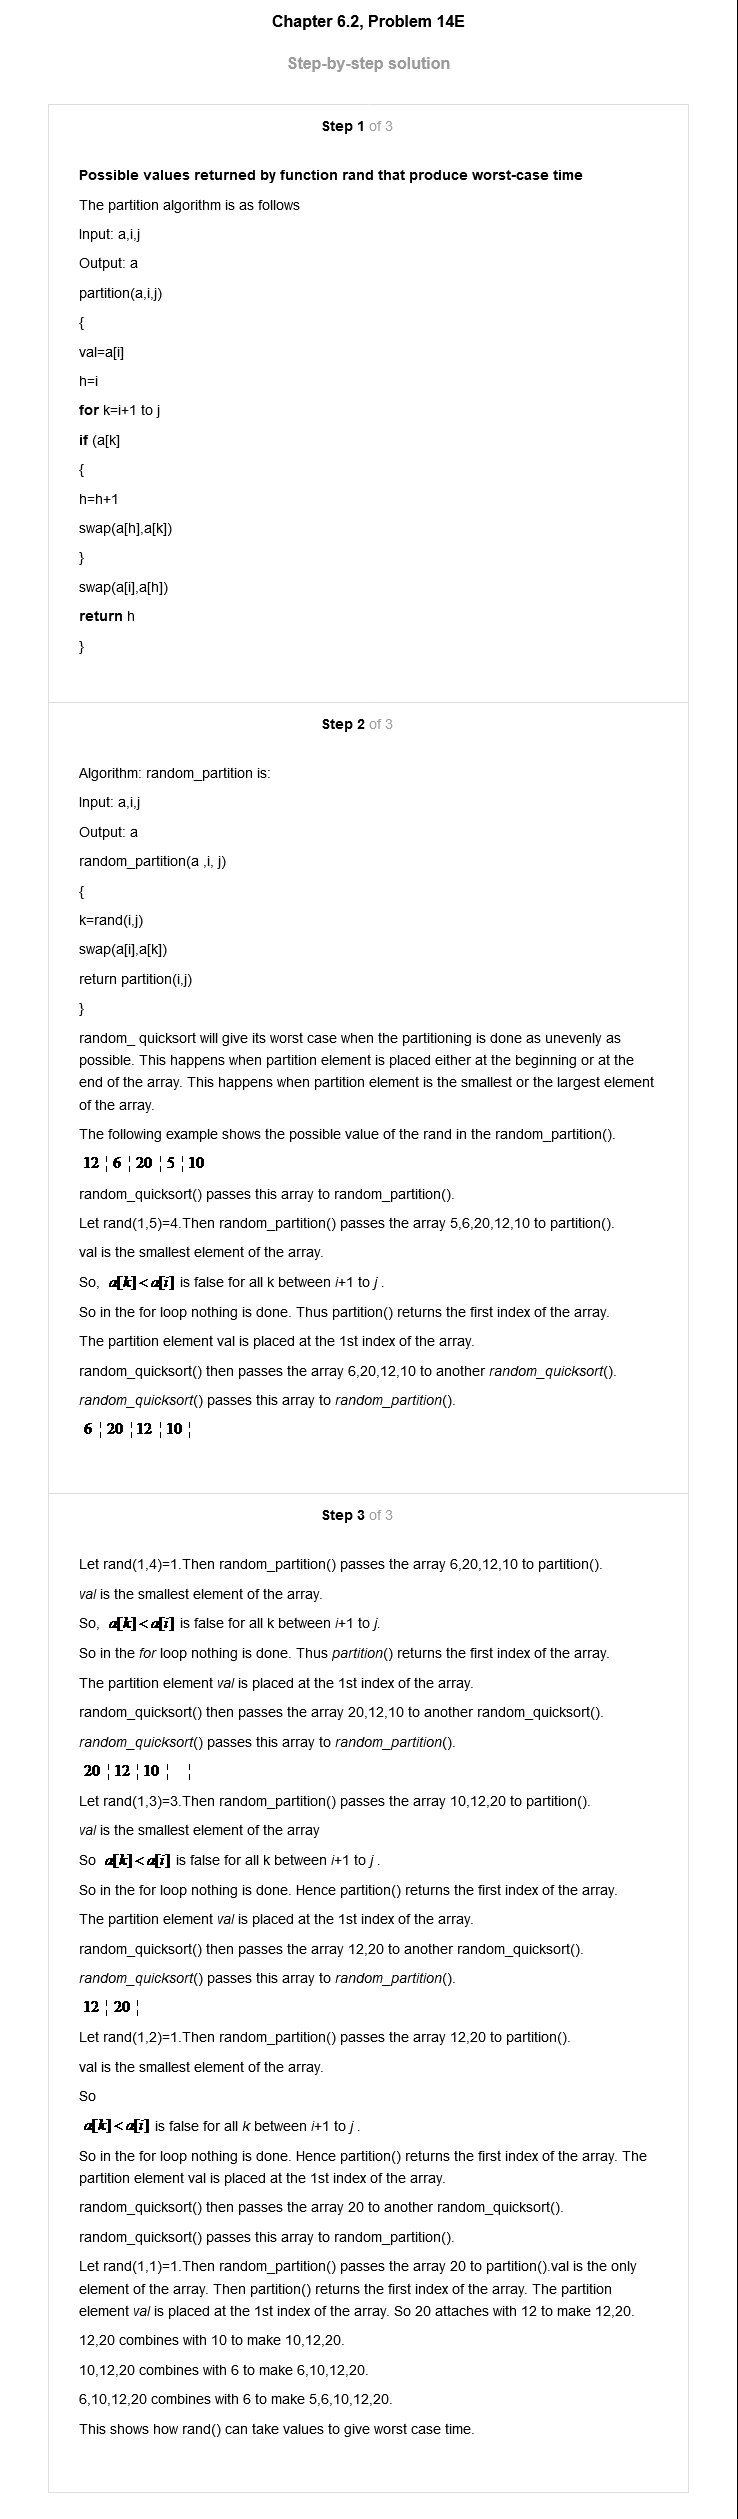 Chapter 6.2, Problem 14E
Step-by-step solution
Step 1 of 3
Possible values returned by function rand that produce worst-case time
The partition algorithm is as follows
Input: a,i,j
Output: a
partition(a,i,j)
{
val=a[i]
h=i
for k=i+1 to j
if (a[k]
{
h=h+1
swap(a[h],a[k])
}
swap(a[i],a[h])
return h
}
Step 2 of 3
Algorithm: random_partition is:
Input: a,i,j
Output: a
random_partition(a ,i, j)
{
k=rand(i,j)
swap(a[i],a[k])
return partition(i,j)
}
random_ quicksort will give its worst case when the partitioning is done as unevenly as
possible. This happens when partition element is placed either at the beginning or at the
end of the array. This happens when partition element is the smallest or the largest element
of the array.
The following example shows the possible value of the rand in the random_partition().
12 ¦ 6 ¦ 20 ¦ 5 ¦ 10
random_quicksort() passes this array to random_partition().
Let rand(1,5)=4.Then random_partition() passes the array 5,6,20,12,10 to partition().
val is the smallest element of the array.
So, a[k]<a[i] is false for all k between i+1 to j .
So in the for loop nothing is done. Thus partition() returns the first index of the array.
The partition element val is placed at the 1st index of the array.
random_quicksort() then passes the array 6,20,12,10 to another random_quicksort().
random_quicksort() passes this array to random_partition().
6 ¦ 20 ¦ 12 ¦ 10 ¦
Step 3 of 3
Let rand(1,4)=1.Then random_partition() passes the array 6,20,12,10 to partition().
val is the smallest element of the array.
So, a[k]<a[i] is false for all k between i+1 to j.
So in the for loop nothing is done. Thus partition() returns the first index of the array.
The partition element val is placed at the 1st index of the array.
random_quicksort() then passes the array 20,12,10 to another random_quicksort().
random_quicksort() passes this array to random_partition().
20 ¦ 12 ¦ 10 ¦ ¦
Let rand(1,3)=3.Then random_partition() passes the array 10,12,20 to partition().
val is the smallest element of the array
So a[k]<a[i] is false for all k between i+1 to j .
So in the for loop nothing is done. Hence partition() returns the first index of the array.
The partition element val is placed at the 1st index of the array.
random_quicksort() then passes the array 12,20 to another random_quicksort().
random_quicksort() passes this array to random_partition().
12 ¦ 20 ¦
Let rand(1,2)=1.Then random_partition() passes the array 12,20 to partition().
val is the smallest element of the array.
So
a[k]<a[i] is false for all k between i+1 to j .
So in the for loop nothing is done. Hence partition() returns the first index of the array. The
partition element val is placed at the 1st index of the array.
random_quicksort() then passes the array 20 to another random_quicksort().
random_quicksort() passes this array to random_partition().
Let rand(1,1)=1.Then random_partition() passes the array 20 to partition().val is the only
element of the array. Then partition() returns the first index of the array. The partition
element val is placed at the 1st index of the array. So 20 attaches with 12 to make 12,20.
12,20 combines with 10 to make 10,12,20.
10,12,20 combines with 6 to make 6,10,12,20.
6,10,12,20 combines with 6 to make 5,6,10,12,20.
This shows how rand() can take values to give worst case time.